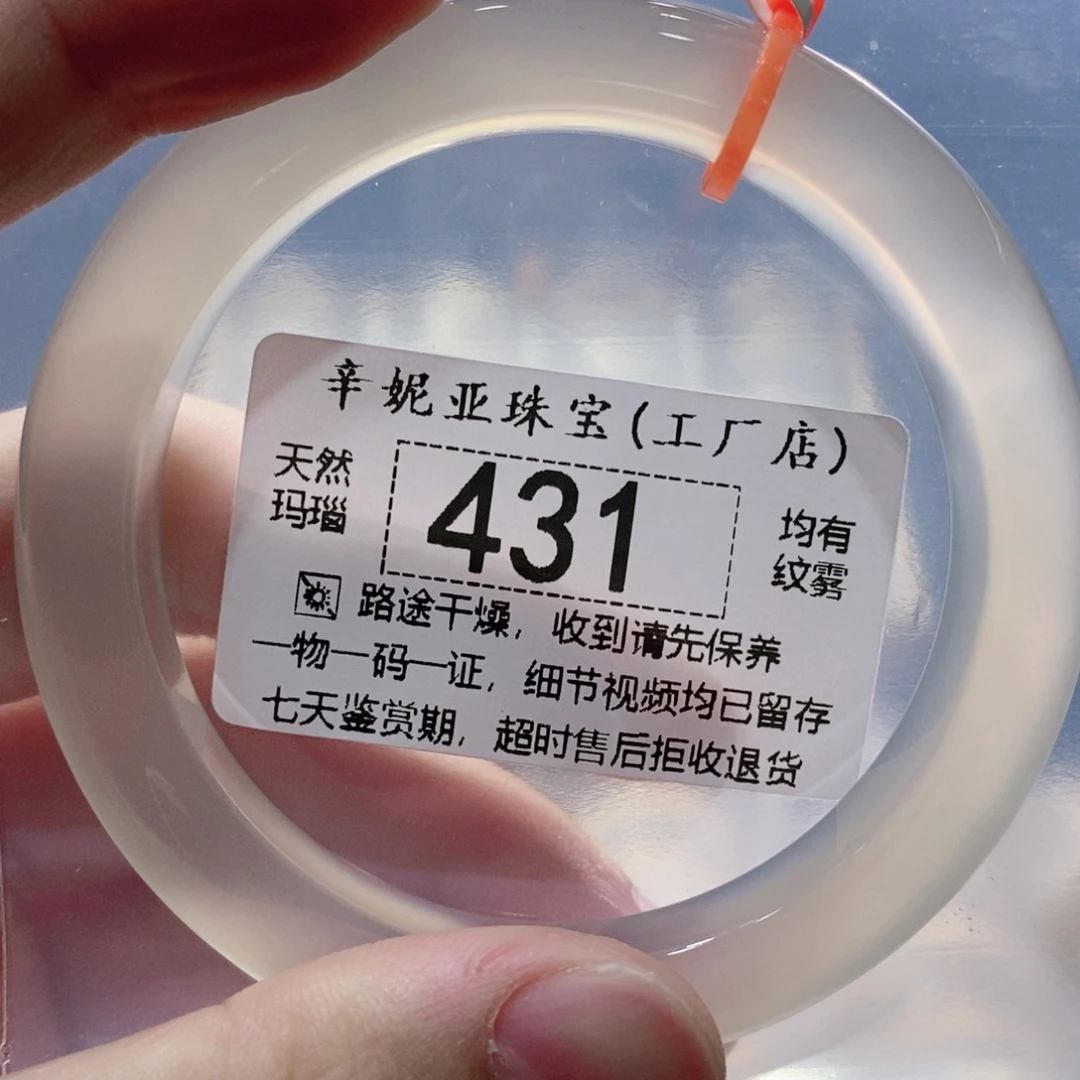 辛妮亚珠宝(工厂店)
天然
玛瑙
431
均有
纹雾
路途干燥，收到请先保养
一物一码一证，细节视频均已留存
七天鉴赏期，超时售后拒收退货